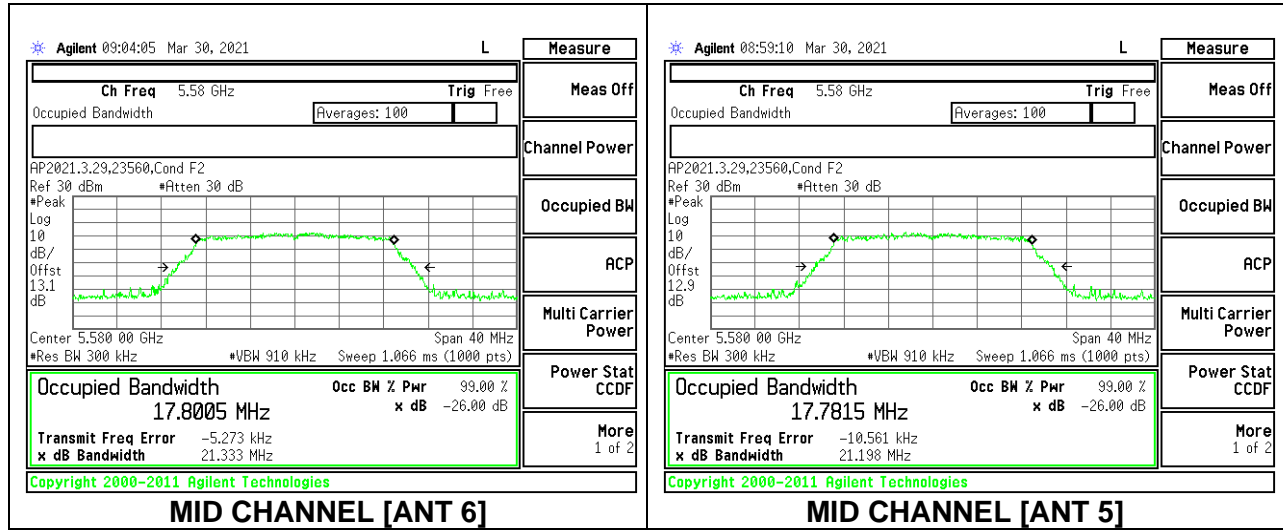 Agilent 09:04:05 Mar 30, 2021 L Measure
Ch Freq 5.58 GHz Trig Free
Occupied Bandwidth Averages: 100
AP2021.3.29,23560,Cond F2
Ref 30 dBm #Atten 30 dB
#Peak
Log
10
dB/
Offst
13.1
dB
Center 5.580 00 GHz Span 40 MHz
#Res BW 300 kHz #VBW 910 kHz Sweep 1.066 ms (1000 pts)
Occupied Bandwidth Occ BW % Pwr 99.00 %
17.8005 MHz x dB -26.00 dB
Transmit Freq Error -5.273 kHz
x dB Bandwidth 21.333 MHz
Copyright 2000-2011 Agilent Technologies
Meas Off
Channel Power
Occupied BW
ACP
Multi Carrier
Power
Power Stat
CCDF
More
1 of 2
MID CHANNEL [ANT 6]
Agilent 08:59:10 Mar 30, 2021 L Measure
Ch Freq 5.58 GHz Trig Free
Occupied Bandwidth Averages: 100
AP2021.3.29,23560,Cond F2
Ref 30 dBm #Atten 30 dB
#Peak
Log
10
dB/
Offst
12.9
dB
Center 5.580 00 GHz Span 40 MHz
#Res BW 300 kHz #VBW 910 kHz Sweep 1.066 ms (1000 pts)
Occupied Bandwidth Occ BW % Pwr 99.00 %
17.7815 MHz x dB -26.00 dB
Transmit Freq Error -10.561 kHz
x dB Bandwidth 21.198 MHz
Copyright 2000-2011 Agilent Technologies
Meas Off
Channel Power
Occupied BW
ACP
Multi Carrier
Power
Power Stat
CCDF
More
1 of 2
MID CHANNEL [ANT 5]